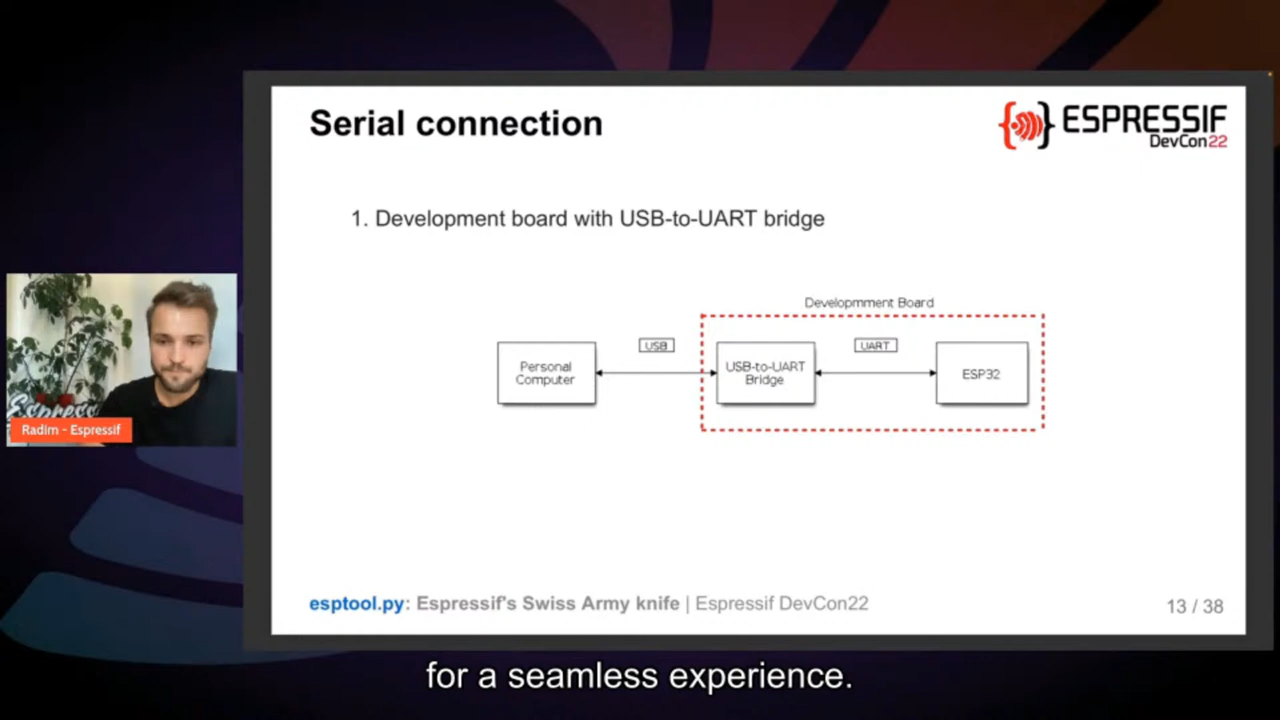 Serial connection
{ } ESPRESSIF
DevCon22
1. Development board with USB-to-UART bridge
Developmment Board
USB
UART
Personal
Computer
USB-to-UART
Bridge
ESP32
Espress
Radim - Espressif
esptool.py: Espressif's Swiss Army knife | Espressif DevCon22
13 / 38
for a seamless experience.